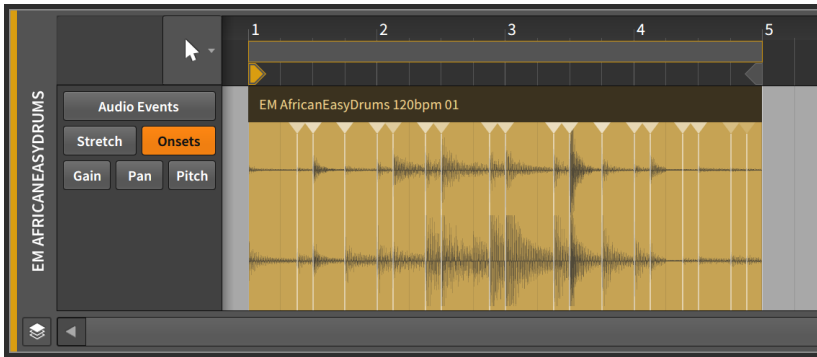 1 2 3 4 5
EM AFRICANEASYDRUMS
Audio Events
EM AfricanEasyDrums 120bpm 01
Stretch Onsets
Gain Pan Pitch